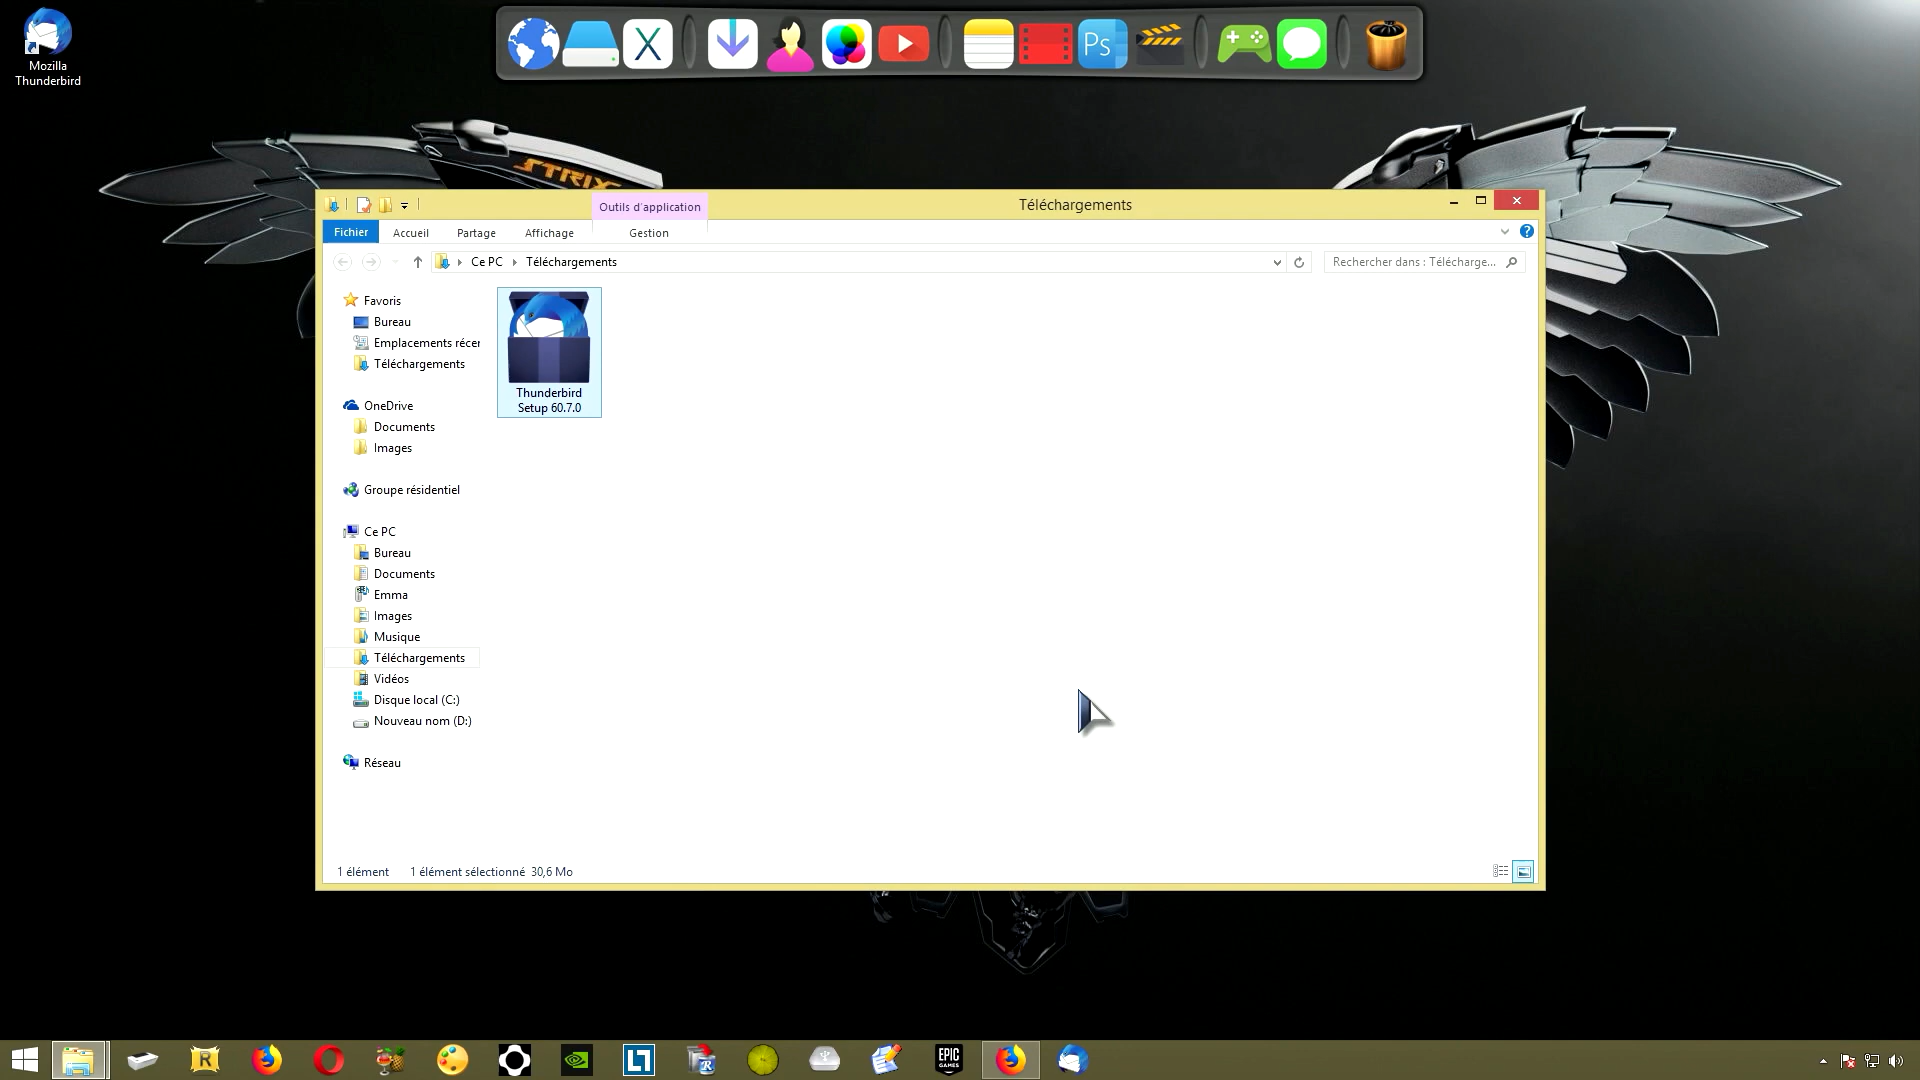 Mozilla
Thunderbird
X
Ps
STRIX
Outils d'application
Téléchargements
Fichier
Accueil
Partage
Affichage
Gestion
?
Ce PC
Téléchargements
Rechercher dans : Télécharge...
Favoris
Bureau
Emplacements récer
Téléchargements
OneDrive
Documents
Images
Groupe résidentiel
Ce PC
Bureau
Documents
Emma
Images
Musique
Téléchargements
Vidéos
Disque local (C:)
Nouveau nom (D:)
Réseau
Thunderbird
Setup 60.7.0
1 élément
1 élément sélectionné 30,6 Mo
R
R
EPIC
GAMES